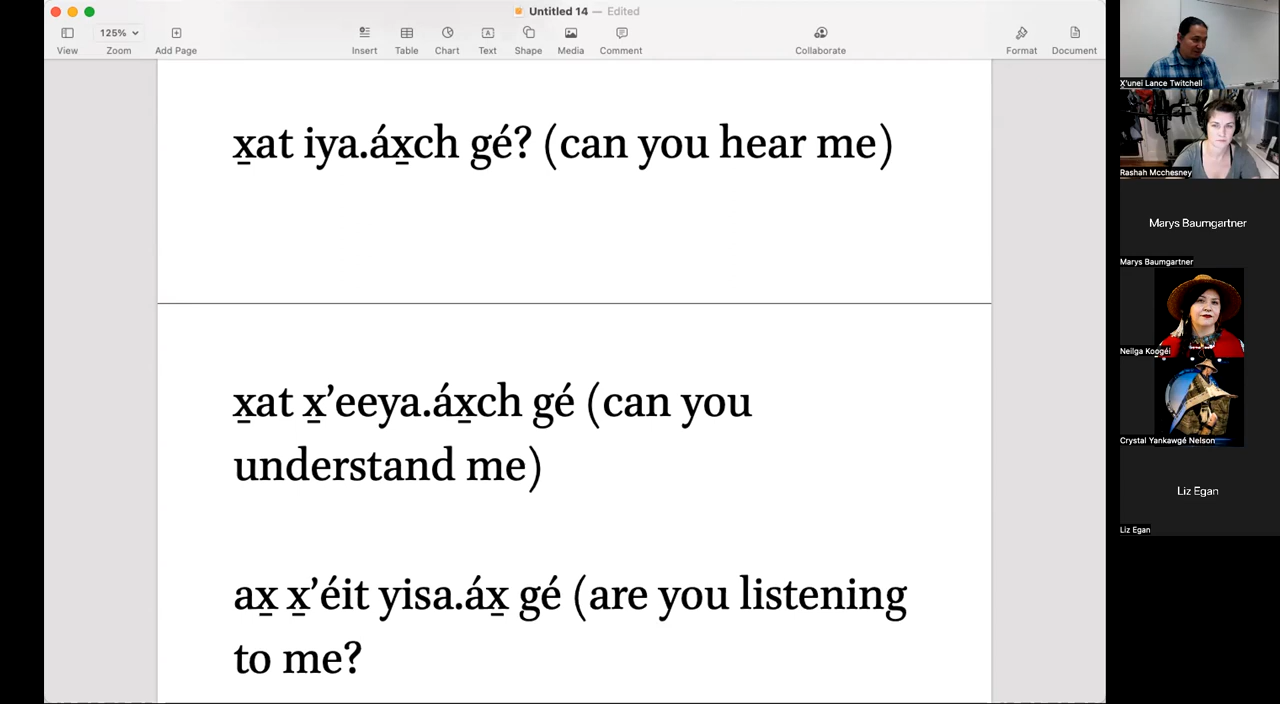 Untitled 14 — Edited
125%
View Zoom Add Page Insert Table Chart Text Shape Media Comment Collaborate Format Document
x̱at iya.áx̱ch gé? (can you hear me)
x̱at x̱’eeya.áx̱ch gé (can you
understand me)
ax̱ x̱’éit yisa.áx̱ gé (are you listening
to me?
X̱'unei Lance Twitchell
Rashah Mcchesney
Marys Baumgartner
Marys Baumgartner
Neilga Koogéi
Crystal Yankawgé Nelson
Liz Egan
Liz Egan